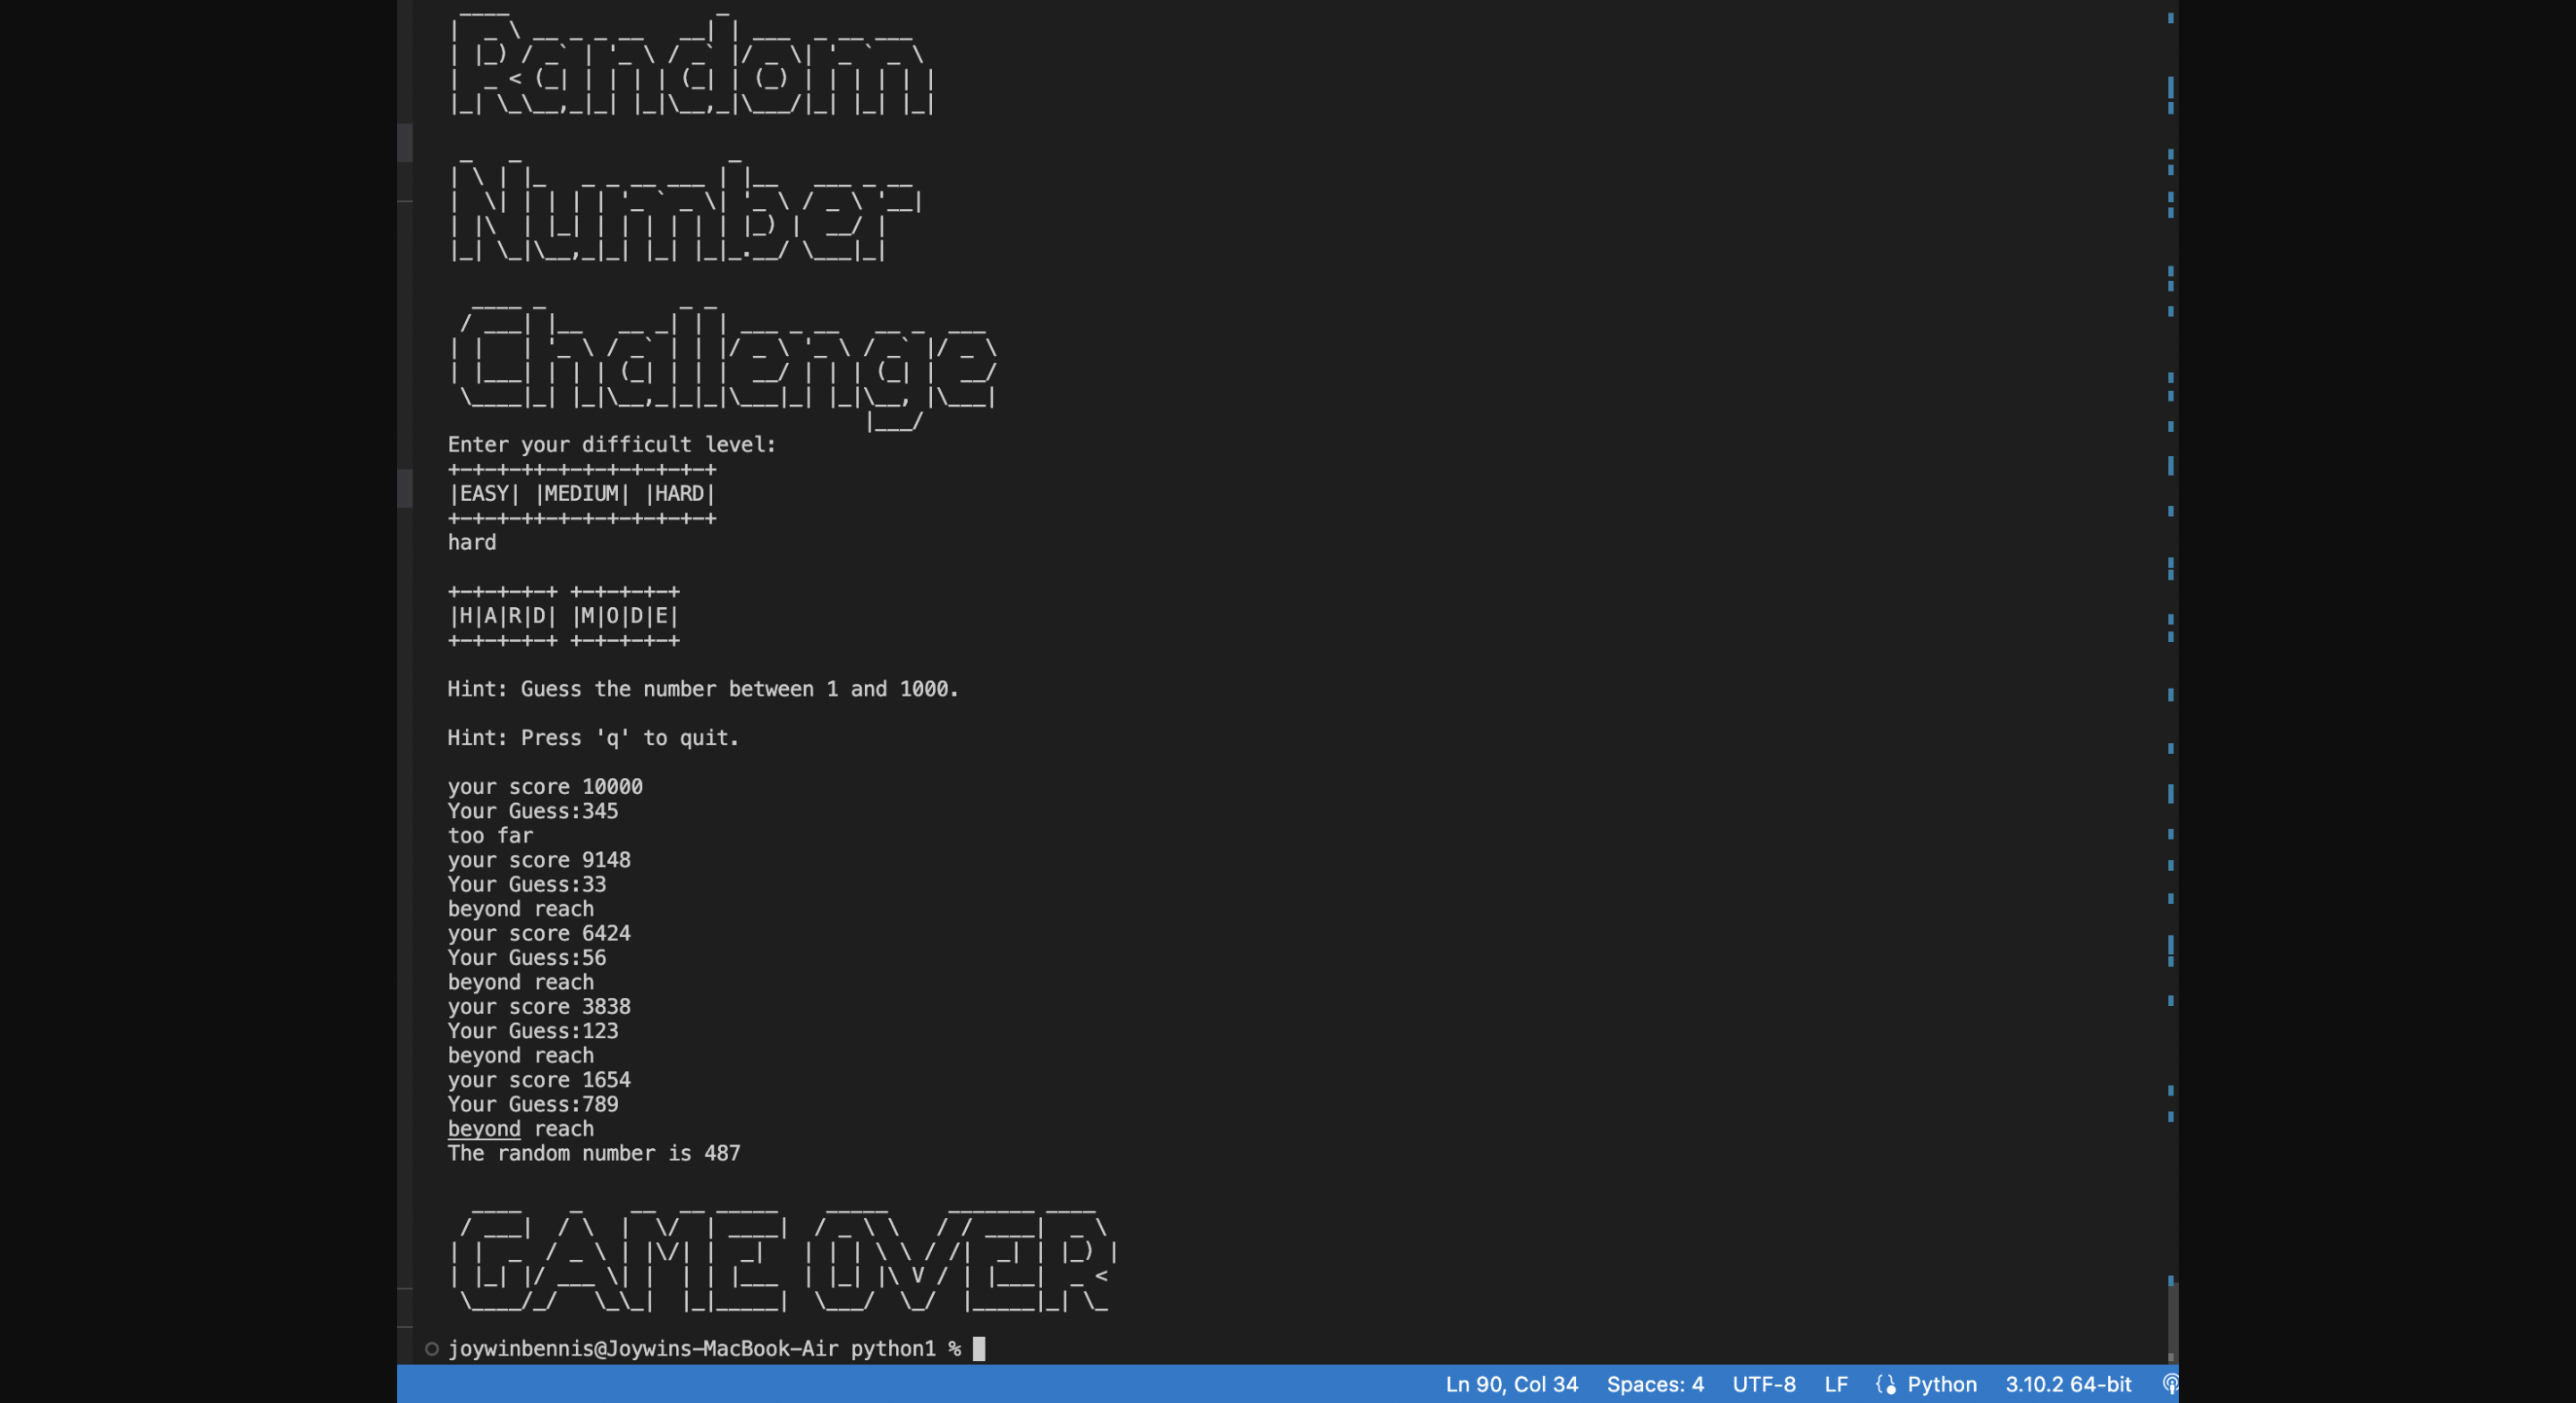 Random
Number
Challenge
Enter your difficult level:
+-+-+-++-+-+-+-+-+-+-+
|EASY| |MEDIUM| |HARD|
+-+-+-++-+-+-+-+-+-+-+
hard
+-+-+-+-+ +-+-+-+-+
|H|A|R|D| |M|O|D|E|
+-+-+-+-+ +-+-+-+-+
Hint: Guess the number between 1 and 1000.
Hint: Press 'q' to quit.
your score 10000
Your Guess:345
too far
your score 9148
Your Guess:33
beyond reach
your score 6424
Your Guess:56
beyond reach
your score 3838
Your Guess:123
beyond reach
your score 1654
Your Guess:789
beyond reach
The random number is 487
GAME OVER
joywinbennis@Joywins-MacBook-Air python1 %
Ln 90, Col 34 Spaces: 4 UTF-8 LF Python 3.10.2 64-bit